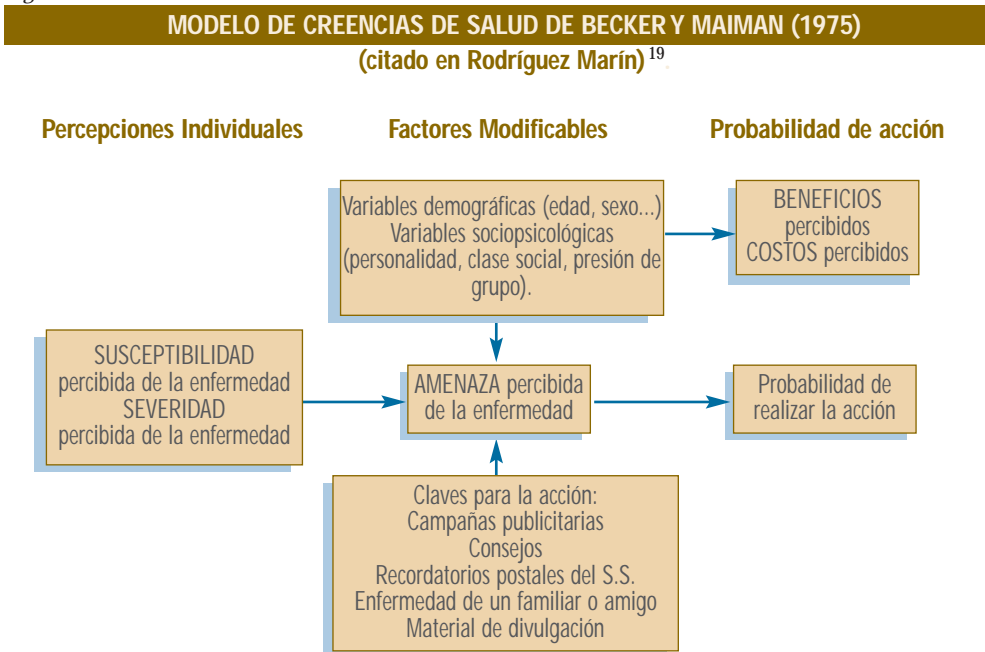 MODELO DE CREENCIAS DE SALUD DE BECKER Y MAIMAN (1975)
(citado en Rodríguez Marín) 19
Percepciones Individuales
Factores Modificables
Probabilidad de acción
Variables demográficas (edad, sexo...)
Variables sociopsicológicas
(personalidad, clase social, presión de
grupo).
BENEFICIOS
percibidos
COSTOS percibidos
SUSCEPTIBILIDAD
percibida de la enfermedad
SEVERIDAD
percibida de la enfermedad
AMENAZA percibida
de la enfermedad
Probabilidad de
realizar la acción
Claves para la acción:
Campañas publicitarias
Consejos
Recordatorios postales del S.S.
Enfermedad de un familiar o amigo
Material de divulgación